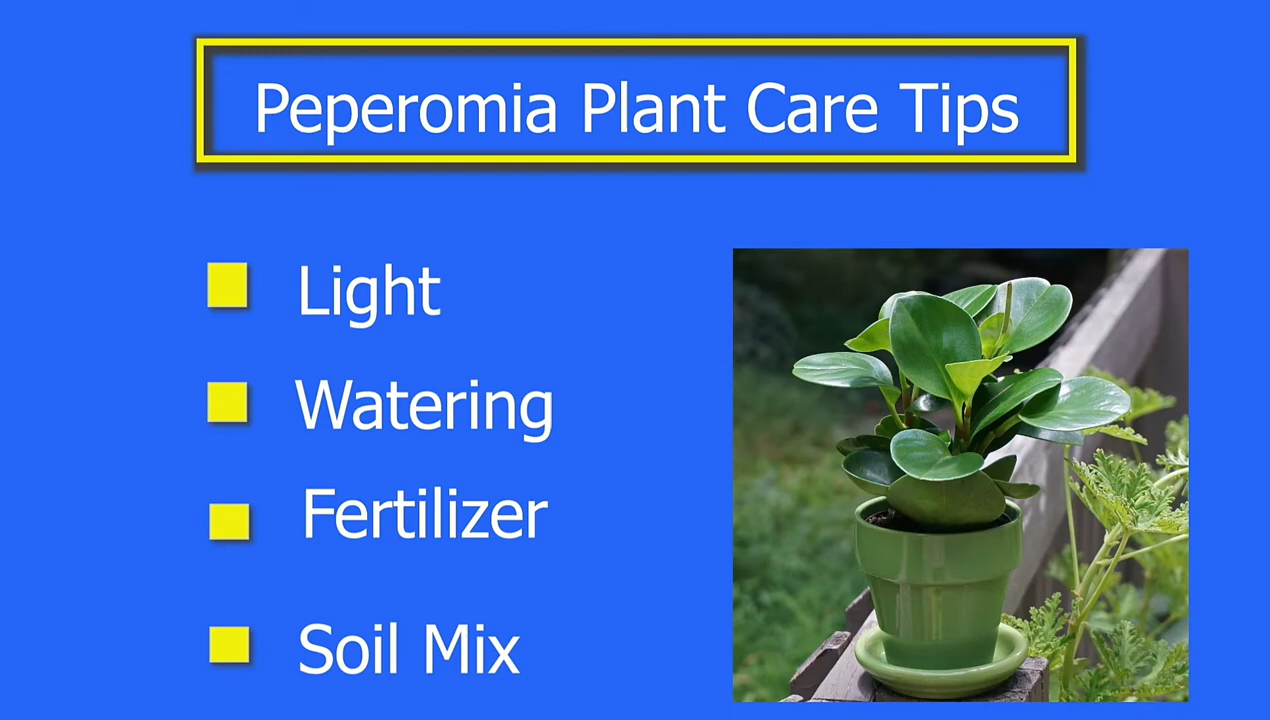 Peperomia Plant Care Tips
Light
Watering
Fertilizer
Soil Mix